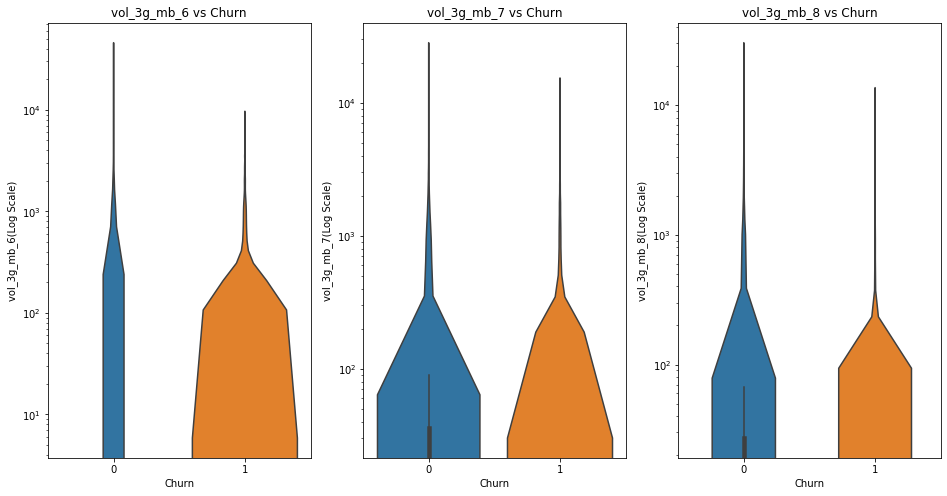 vol_3g_mb_6 vs Churn
vol_3g_mb_6(Log Scale)
10^4
10^3
10^2
10^1
0
1
Churn
vol_3g_mb_7 vs Churn
vol_3g_mb_7(Log Scale)
10^4
10^3
10^2
0
1
Churn
vol_3g_mb_8 vs Churn
vol_3g_mb_8(Log Scale)
10^4
10^3
10^2
0
1
Churn